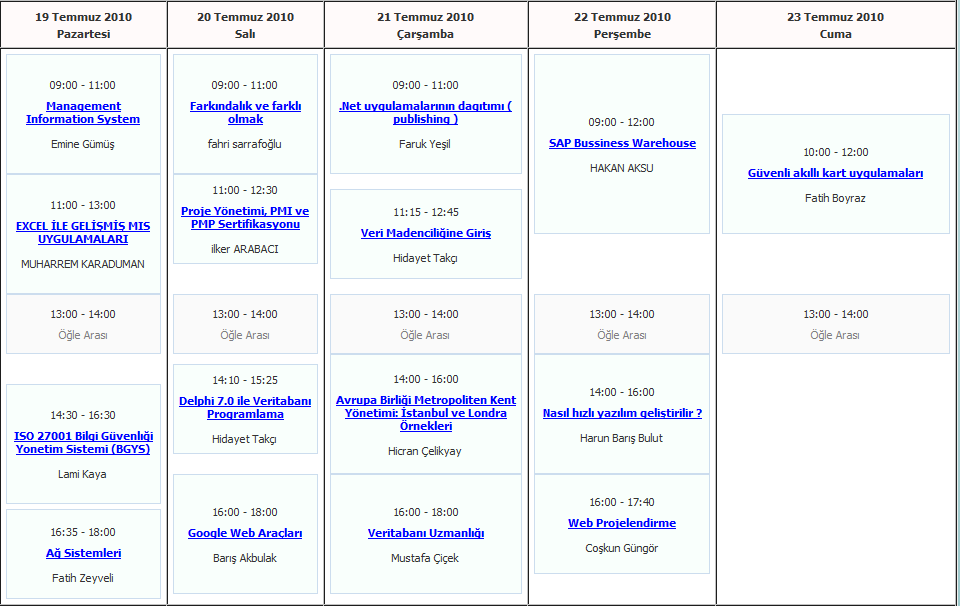 19 Temmuz 2010
Pazartesi
09:00 - 11:00
Management
Information System
Emine Gümüş
11:00 - 13:00
EXCEL İLE GELİŞMİŞ MIS
UYGULAMALARI
MUHARREM KARADUMAN
13:00 - 14:00
Öğle Arası
14:30 - 16:30
ISO 27001 Bilgi Güvenliği
Yonetim Sistemi (BGYS)
Lami Kaya
16:35 - 18:00
Ağ Sistemleri
Fatih Zeyveli
20 Temmuz 2010
Salı
09:00 - 11:00
Farkındalık ve farklı
olmak
fahri sarrafoğlu
11:00 - 12:30
Proje Yönetimi, PMI ve
PMP Sertifikasyonu
ilker ARABACI
13:00 - 14:00
Öğle Arası
14:10 - 15:25
Delphi 7.0 ile Veritabanı
Programlama
Hidayet Takçı
16:00 - 18:00
Google Web Araçları
Barış Akbulak
21 Temmuz 2010
Çarşamba
09:00 - 11:00
.Net uygulamalarının dagıtımı (
publishing )
Faruk Yeşil
11:15 - 12:45
Veri Madenciliğine Giriş
Hidayet Takçı
13:00 - 14:00
Öğle Arası
14:00 - 16:00
Avrupa Birliği Metropoliten Kent
Yönetimi: İstanbul ve Londra
Örnekleri
Hicran Çelikyay
16:00 - 18:00
Veritabanı Uzmanlığı
Mustafa Çiçek
22 Temmuz 2010
Perşembe
09:00 - 12:00
SAP Bussiness Warehouse
HAKAN AKSU
13:00 - 14:00
Öğle Arası
14:00 - 16:00
Nasıl hızlı yazılım geliştirilir ?
Harun Barış Bulut
16:00 - 17:40
Web Projelendirme
Coşkun Güngör
23 Temmuz 2010
Cuma
10:00 - 12:00
Güvenli akıllı kart uygulamaları
Fatih Boyraz
13:00 - 14:00
Öğle Arası